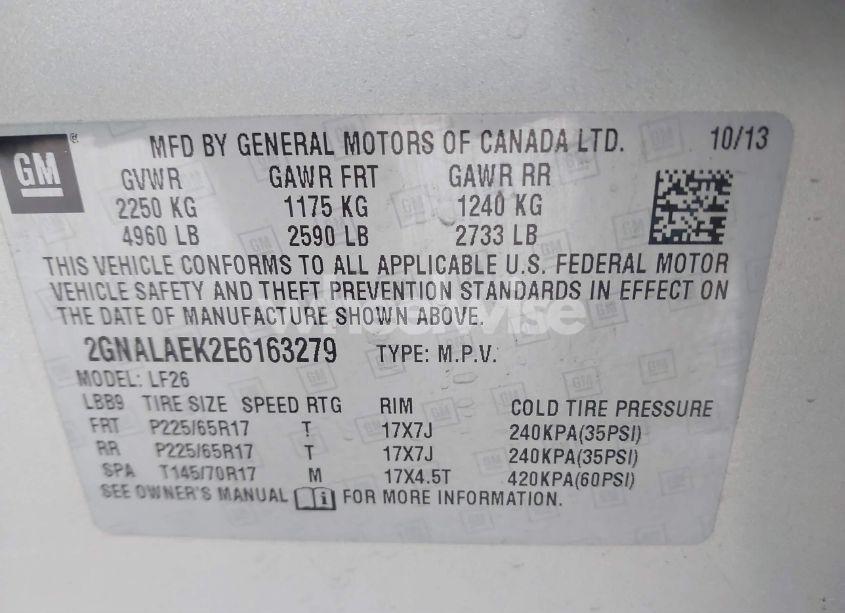 GM ® MFD BY GENERAL MOTORS OF CANADA LTD. 10/13
GVWR GAWR FRT GAWR RR
2250 KG 1175 KG 1240 KG
4960 LB 2590 LB 2733 LB
THIS VEHICLE CONFORMS TO ALL APPLICABLE U.S. FEDERAL MOTOR
VEHICLE SAFETY AND THEFT PREVENTION STANDARDS IN EFFECT ON
THE DATE OF MANUFACTURE SHOWN ABOVE.
2GNALAEK2E6163279 TYPE: M.P.V.
MODEL: LF26
LBB9 TIRE SIZE SPEED RTG RIM COLD TIRE PRESSURE
FRT P225/65R17 T 17X7J 240KPA(35PSI)
RR P225/65R17 T 17X7J 240KPA(35PSI)
SPA T145/70R17 M 17X4.5T 420KPA(60PSI)
SEE OWNER'S MANUAL i FOR MORE INFORMATION.